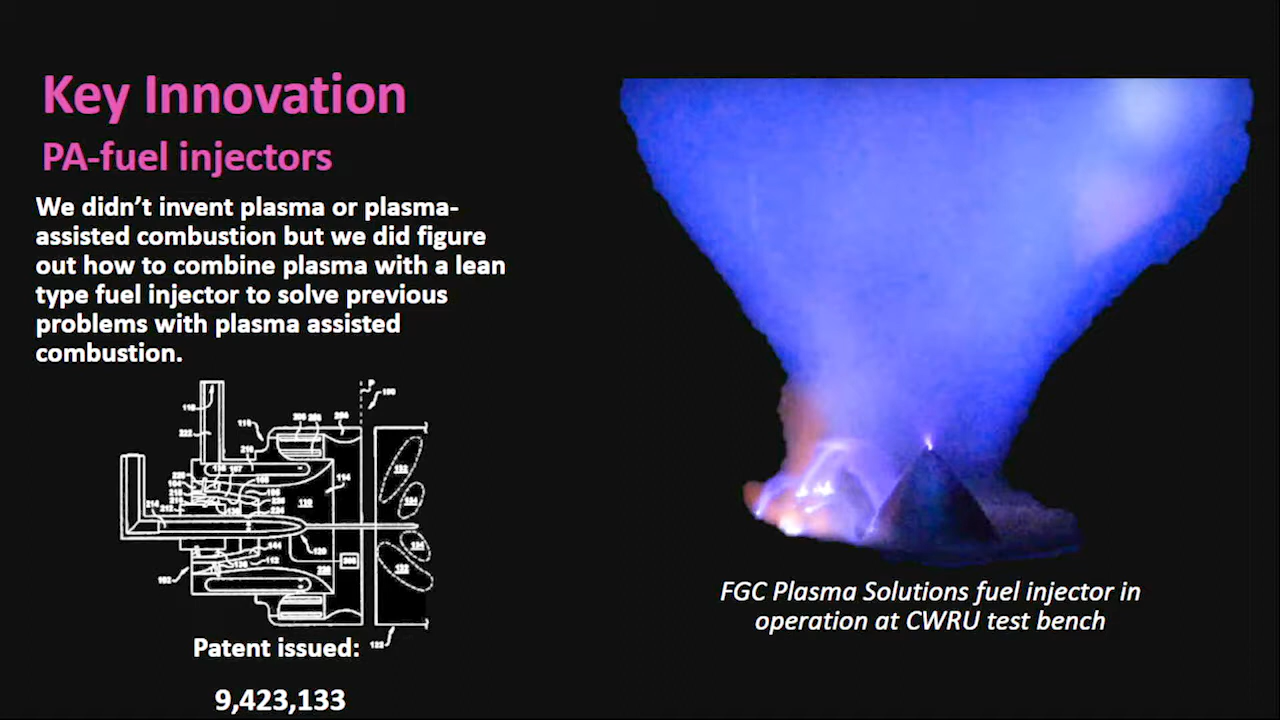 Key Innovation
PA-fuel injectors
We didn’t invent plasma or plasma-
assisted combustion but we did figure
out how to combine plasma with a lean
type fuel injector to solve previous
problems with plasma assisted
combustion.
Patent issued:
9,423,133
FGC Plasma Solutions fuel injector in
operation at CWRU test bench